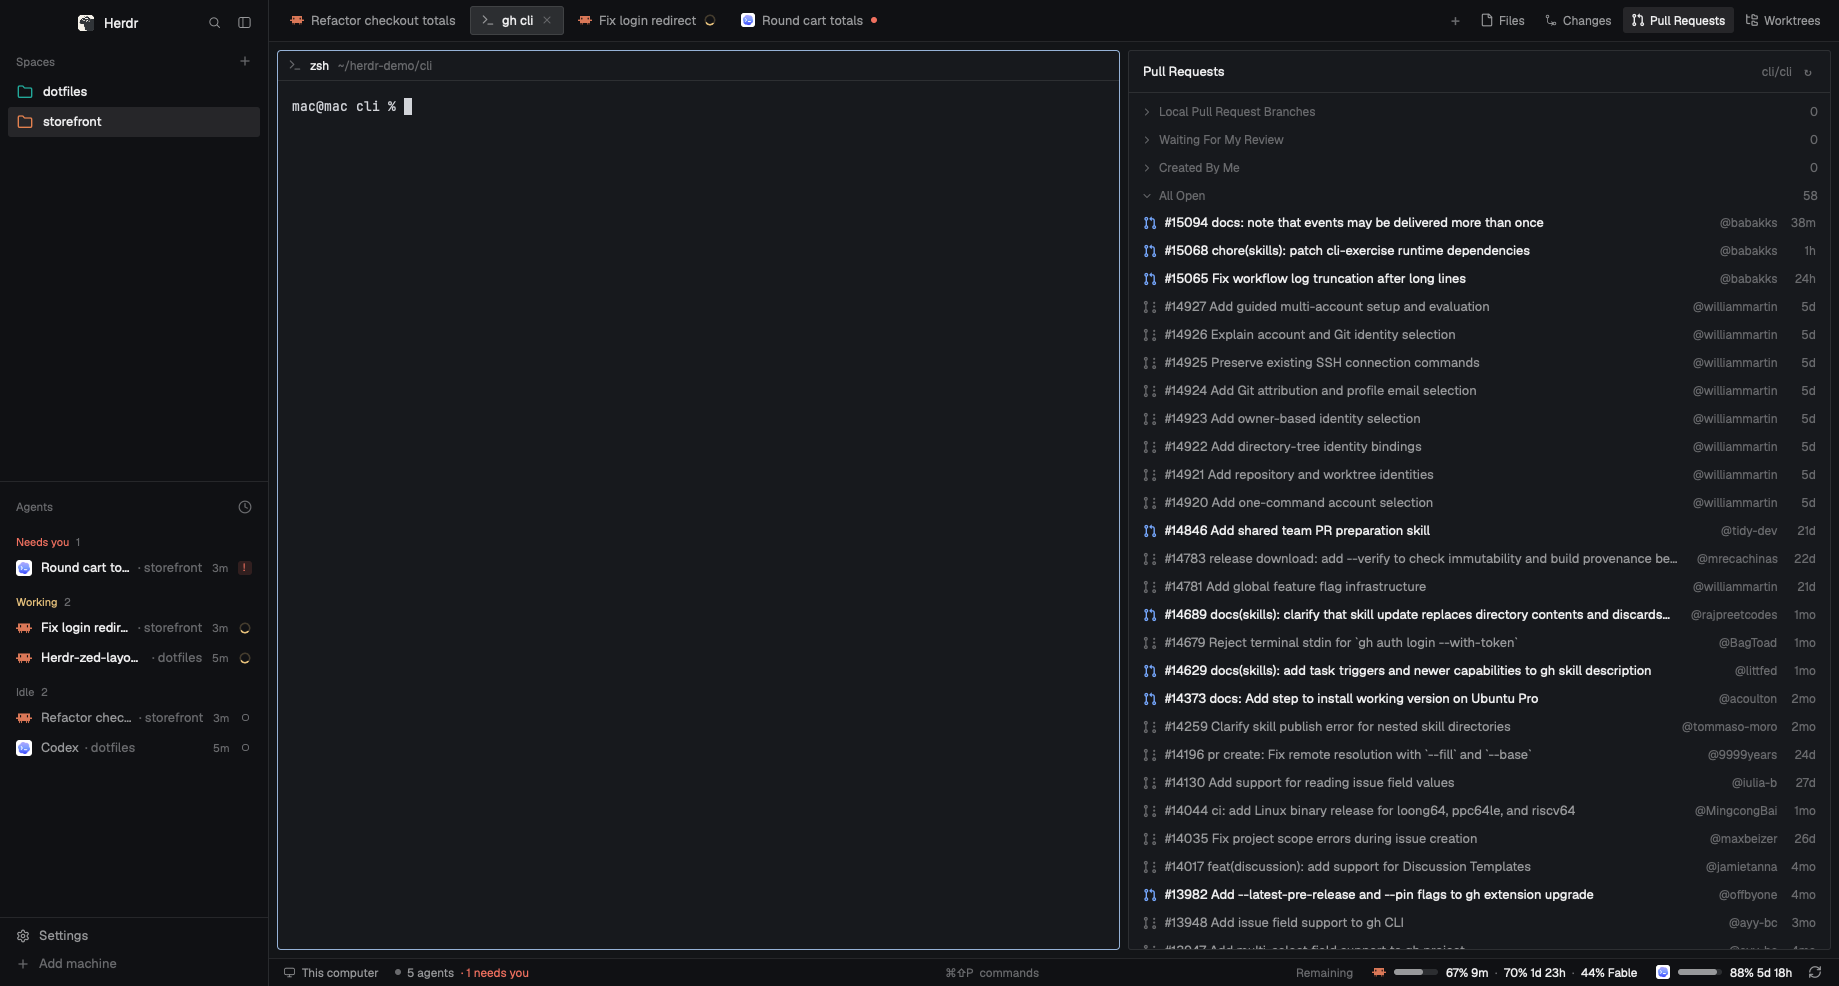 Herdr
Refactor checkout totals
gh cli
Fix login redirect
Round cart totals
Files
Changes
Pull Requests
Worktrees
Spaces
dotfiles
storefront
zsh ~/herdr-demo/cli
mac@mac cli %
Pull Requests cli/cli
Local Pull Request Branches 0
Waiting For My Review 0
Created By Me 0
All Open 58
#15094 docs: note that events may be delivered more than once @babakks 38m
#15068 chore(skills): patch cli-exercise runtime dependencies @babakks 1h
#15065 Fix workflow log truncation after long lines @babakks 24h
#14927 Add guided multi-account setup and evaluation @williammartin 5d
#14926 Explain account and Git identity selection @williammartin 5d
#14925 Preserve existing SSH connection commands @williammartin 5d
#14924 Add Git attribution and profile email selection @williammartin 5d
#14923 Add owner-based identity selection @williammartin 5d
#14922 Add directory-tree identity bindings @williammartin 5d
#14921 Add repository and worktree identities @williammartin 5d
#14920 Add one-command account selection @williammartin 5d
#14846 Add shared team PR preparation skill @tidy-dev 21d
#14783 release download: add --verify to check immutability and build provenance be... @mrecachinas 22d
#14781 Add global feature flag infrastructure @williammartin 21d
#14689 docs(skills): clarify that skill update replaces directory contents and discards... @rajpreetcodes 1mo
#14679 Reject terminal stdin for `gh auth login --with-token` @BagToad 1mo
#14629 docs(skills): add task triggers and newer capabilities to gh skill description @littfed 1mo
#14373 docs: Add step to install working version on Ubuntu Pro @acoulton 2mo
#14259 Clarify skill publish error for nested skill directories @tommaso-moro 2mo
#14196 pr create: Fix remote resolution with `--fill` and `--base` @9999years 24d
#14130 Add support for reading issue field values @iulia-b 27d
#14044 ci: add Linux binary release for loong64, ppc64le, and riscv64 @MingcongBai 1mo
#14035 Fix project scope errors during issue creation @maxbeizer 26d
#14017 feat(discussion): add support for Discussion Templates @jamietanna 4mo
#13982 Add --latest-pre-release and --pin flags to gh extension upgrade @offbyone 4mo
#13948 Add issue field support to gh CLI @ayy-bc 3mo
Agents
Needs you 1
Round cart to... · storefront 3m !
Working 2
Fix login redir... · storefront 3m
Herdr-zed-layo... · dotfiles 5m
Idle 2
Refactor chec... · storefront 3m
Codex · dotfiles 5m
Settings
+ Add machine
This computer
5 agents · 1 needs you
⌘⇧P commands
Remaining
67% 9m · 70% 1d 23h · 44% Fable
88% 5d 18h